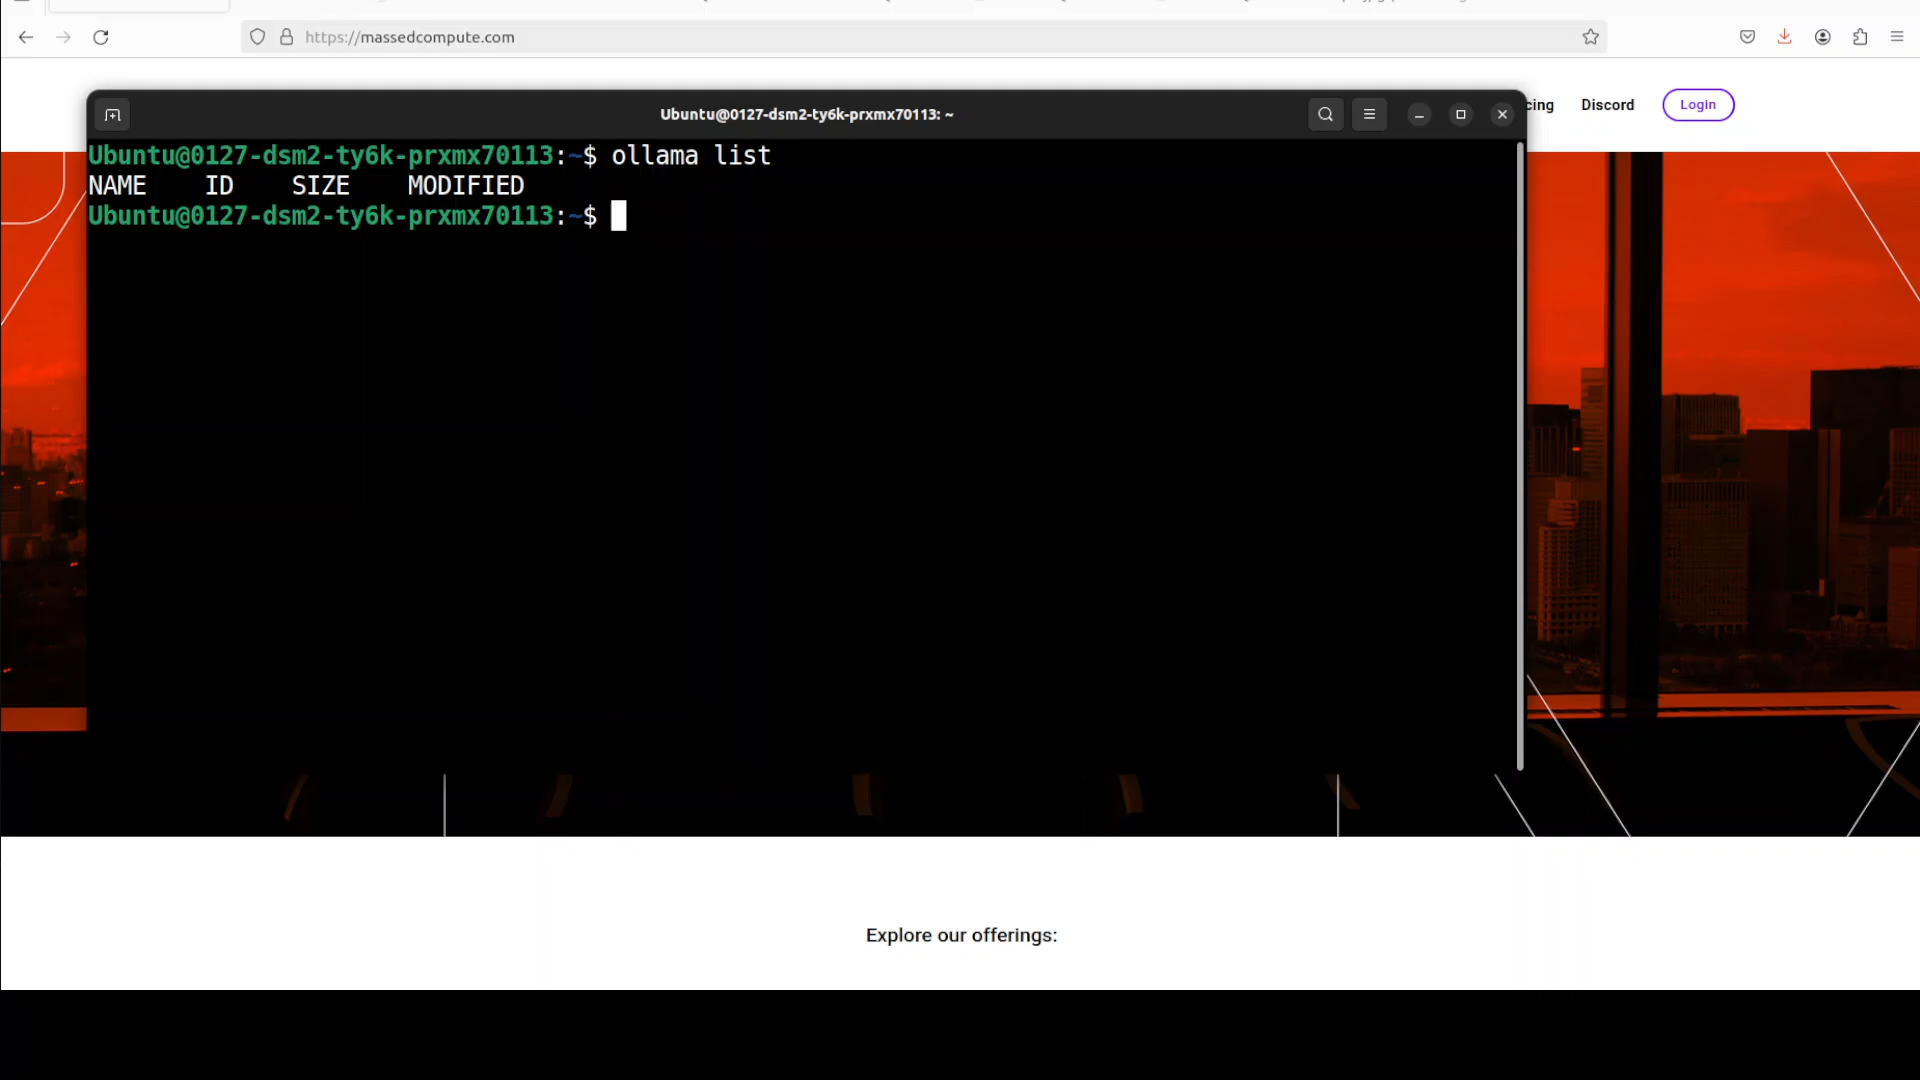 https://massedcompute.com
Ubuntu@0127-dsm2-ty6k-prxmx70113: ~
cing Discord Login
Ubuntu@0127-dsm2-ty6k-prxmx70113:~$ ollama list
NAME ID SIZE MODIFIED
Ubuntu@0127-dsm2-ty6k-prxmx70113:~$
Explore our offerings: